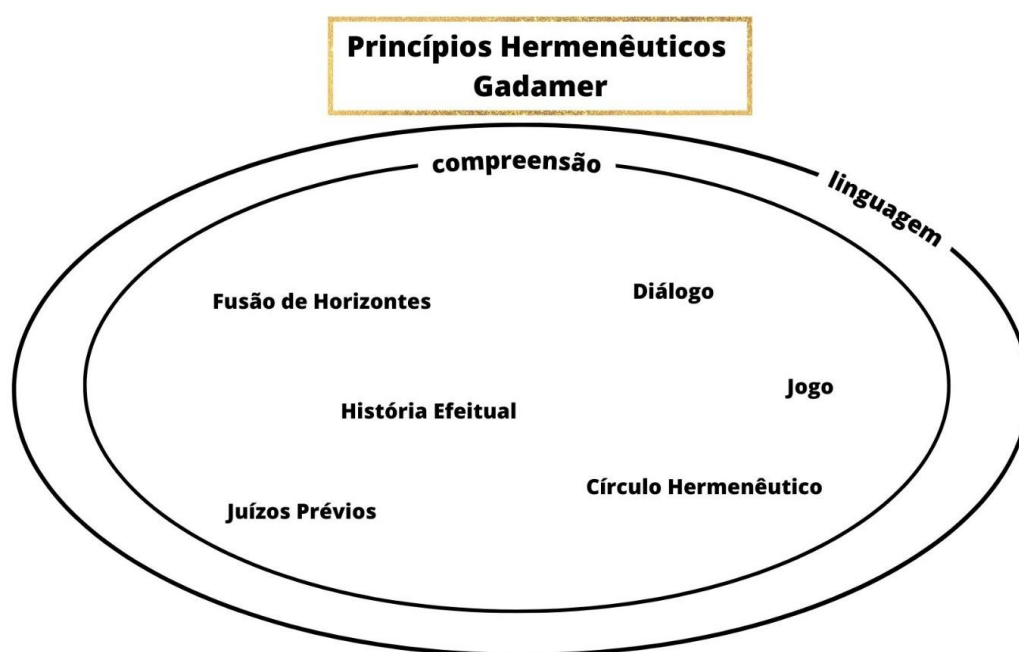 Princípios Hermenêuticos
Gadamer
compreensão
linguagem
Fusão de Horizontes
Diálogo
Jogo
História Efeitual
Círculo Hermenêutico
Juízos Prévios